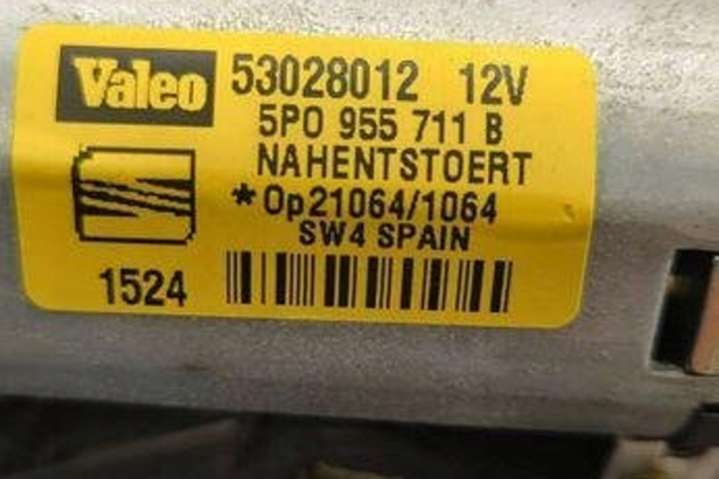 Valeo 53028012 12V
5P0 955 711 B
NAHENTSTOERT
*Op21064/1064
SW4 SPAIN
1524